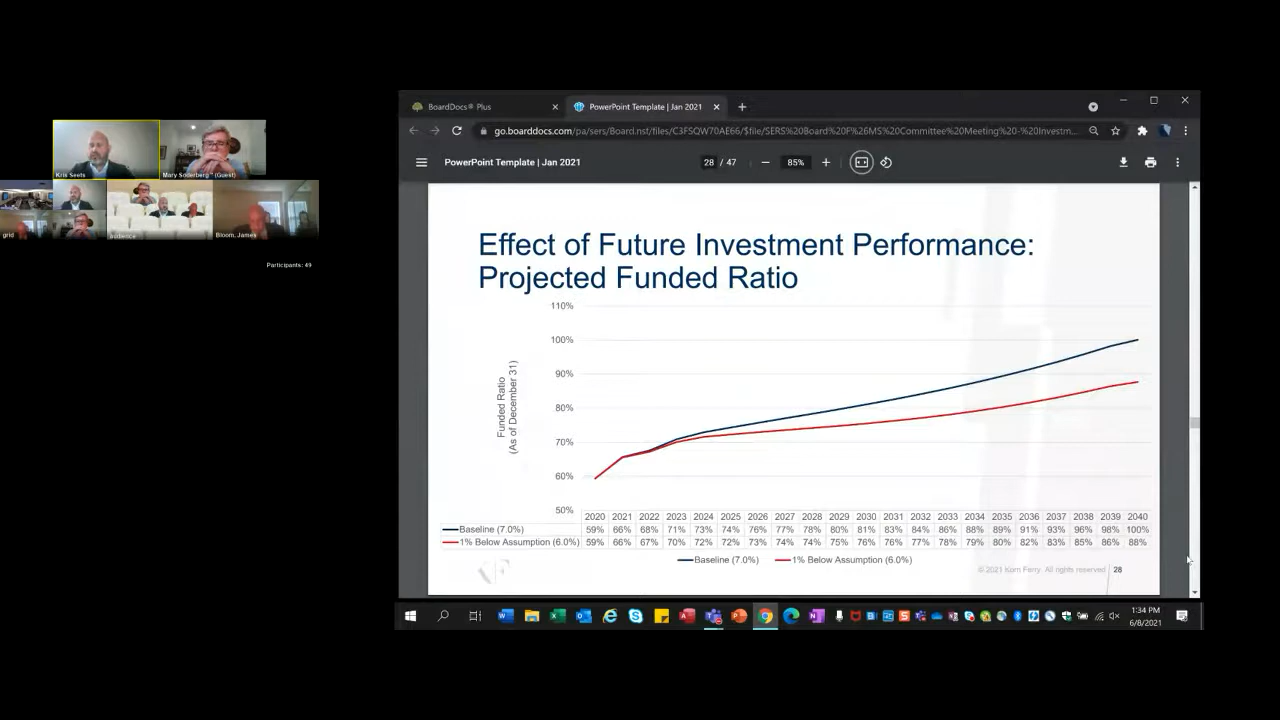 BoardDocs® Plus
PowerPoint Template | Jan 2021
go.boarddocs.com/pa/sers/Board.nsf/files/C3FSQW70AE66/$file/SERS%20Board%20F%26MS%20Committee%20Meeting%20-%20Investm...
PowerPoint Template | Jan 2021
28 / 47
85%
Kris Seets
Mary Soderberg (Guest)
grid
audience
Bloom, James
Participants: 49
Effect of Future Investment Performance:
Projected Funded Ratio
Funded Ratio
(As of December 31)
110%
100%
90%
80%
70%
60%
50%
2020 2021 2022 2023 2024 2025 2026 2027 2028 2029 2030 2031 2032 2033 2034 2035 2036 2037 2038 2039 2040
Baseline (7.0%) 59% 66% 68% 71% 73% 74% 76% 77% 78% 80% 81% 83% 84% 86% 88% 89% 91% 93% 96% 98% 100%
1% Below Assumption (6.0%) 59% 66% 67% 70% 72% 72% 73% 74% 74% 75% 76% 76% 77% 78% 79% 80% 82% 83% 85% 86% 88%
Baseline (7.0%) 1% Below Assumption (6.0%)
© 2021 Korn Ferry. All rights reserved 28
1:34 PM
6/8/2021